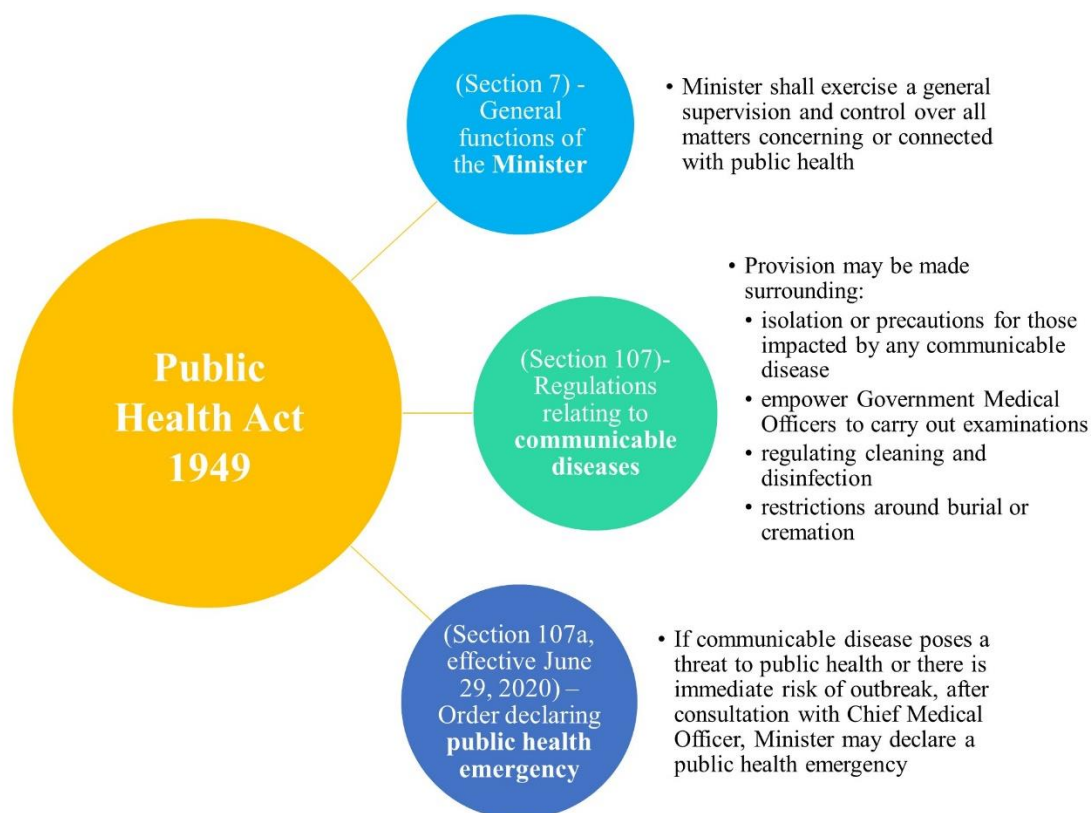 Public
Health Act
1949
(Section 7) -
General
functions of
the Minister
• Minister shall exercise a general
supervision and control over all
matters concerning or connected
with public health
(Section 107)-
Regulations
relating to
communicable
diseases
• Provision may be made
surrounding:
• isolation or precautions for those
impacted by any communicable
disease
• empower Government Medical
Officers to carry out examinations
• regulating cleaning and
disinfection
• restrictions around burial or
cremation
(Section 107a,
effective June
29, 2020) –
Order declaring
public health
emergency
• If communicable disease poses a
threat to public health or there is
immediate risk of outbreak, after
consultation with Chief Medical
Officer, Minister may declare a
public health emergency